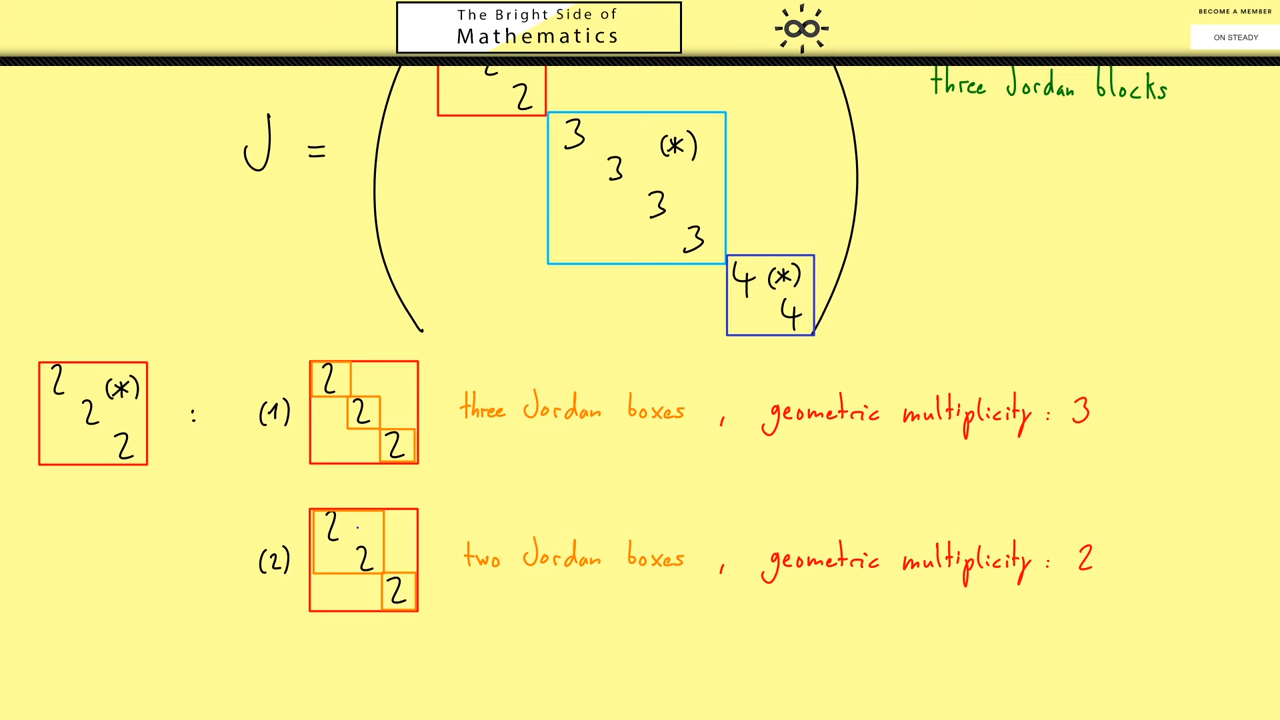 The Bright Side of
Mathematics
BECOME A MEMBER
ON STEADY
three Jordan blocks
2
2
J =
3 (*)
3
3
3
4 (*)
4
2 (*)
2
2
: (1) 2
2
2
three Jordan boxes , geometric multiplicity : 3
(2) 2
2
2
two Jordan boxes , geometric multiplicity : 2